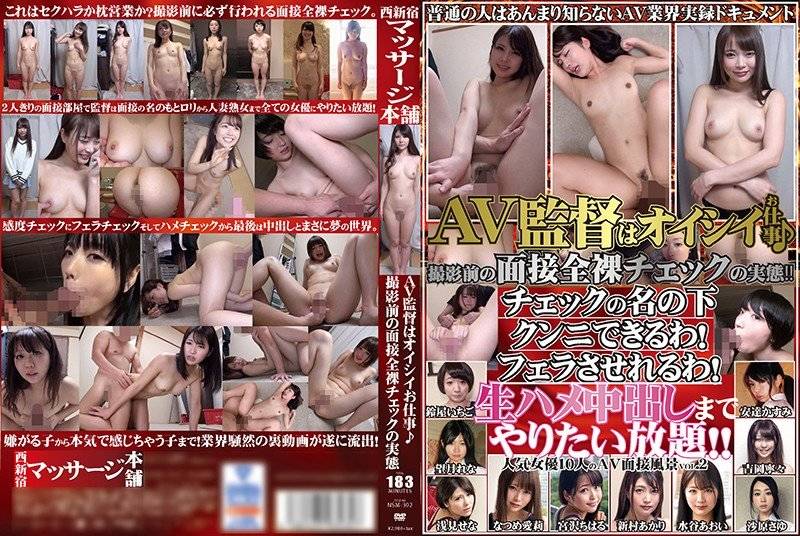 これはセクハラか枕営業か?撮影前に必ず行われる面接全裸チェック。
2人きりの面接部屋で監督は面接の名のもとロリから人妻熟女まで全ての女優にやりたい放題!
感度チェックにフェラチェックそしてハメチェックから最後は中出しとまさに夢の世界。
嫌がる子から本気で感じちゃう子まで!業界騒然の裏動画が遂に流出!
西新宿
マッサージ本舗
西新宿
マッサージ本舗
AV監督はオイシイお仕事♪
撮影前の面接全裸チェックの実態
183
MINUTES
DVD
普通の人はあんまり知らないAV業界実録ドキュメント
AV監督はオイシイお仕事♪
撮影前の面接全裸チェックの実態!!
チェックの名の下
クンニできるわ!
フェラさせれるわ!
生ハメ中出しまで
やりたい放題!!
人気女優10人のAV面接風景vol.2
鈴屋いちご
安達かすみ
望月れな
吉岡寧々
浅見せな
なつめ愛莉
宮沢ちはる
新村あかり
水谷あおい
沙原さゆ